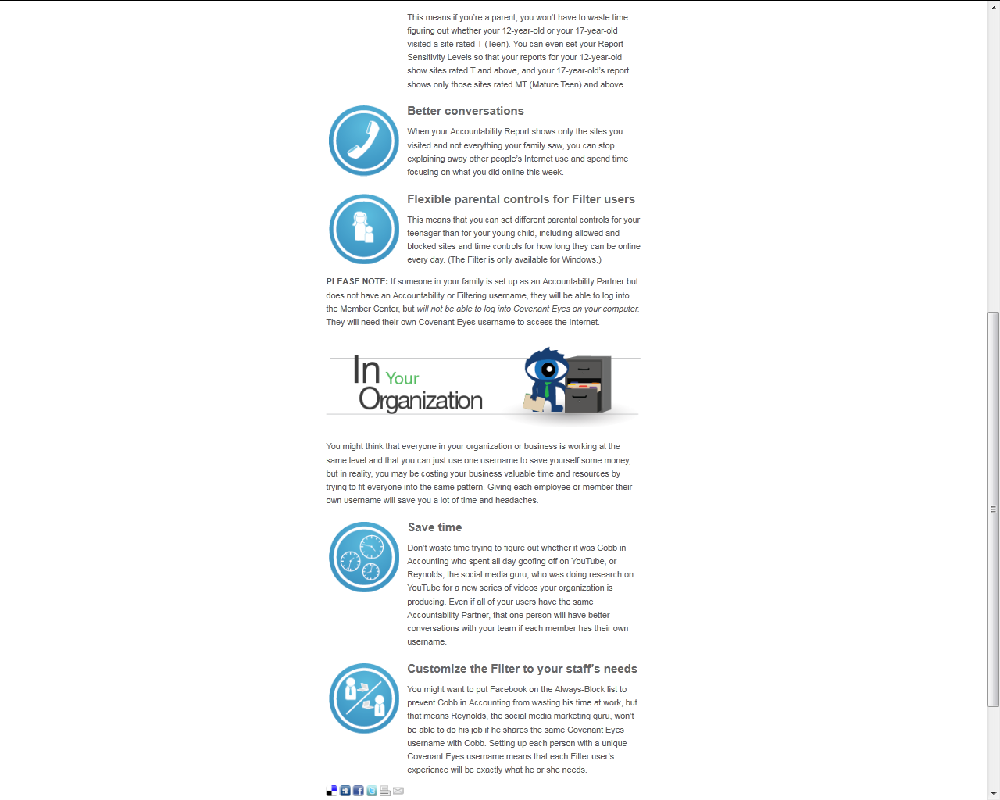 This means if you’re a parent, you won’t have to waste time
figuring out whether your 12-year-old or your 17-year-old
visited a site rated T (Teen). You can even set your Report
Sensitivity Levels so that your reports for your 12-year-old
show sites rated T and above, and your 17-year-old’s report
shows only those sites rated MT (Mature Teen) and above.
Better conversations
When your Accountability Report shows only the sites you
visited and not everything your family saw, you can stop
explaining away other people’s Internet use and spend time
focusing on what you did online this week.
Flexible parental controls for Filter users
This means that you can set different parental controls for your
teenager than for your young child, including allowed and
blocked sites and time controls for how long they can be online
every day. (The Filter is only available for Windows.)
PLEASE NOTE: If someone in your family is set up as an Accountability Partner but
does not have an Accountability or Filtering username, they will be able to log into
the Member Center, but will not be able to log into Covenant Eyes on your computer.
They will need their own Covenant Eyes username to access the Internet.
In Your
Organization
You might think that everyone in your organization or business is working at the
same level and that you can just use one username to save yourself some money,
but in reality, you may be costing your business valuable time and resources by
trying to fit everyone into the same pattern. Giving each employee or member their
own username will save you a lot of time and headaches.
Save time
Don’t waste time trying to figure out whether it was Cobb in
Accounting who spent all day goofing off on YouTube, or
Reynolds, the social media guru, who was doing research on
YouTube for a new series of videos your organization is
producing. Even if all of your users have the same
Accountability Partner, that one person will have better
conversations with your team if each member has their own
username.
Customize the Filter to your staff’s needs
You might want to put Facebook on the Always-Block list to
prevent Cobb in Accounting from wasting his time at work, but
that means Reynolds, the social media marketing guru, won’t
be able to do his job if he shares the same Covenant Eyes
username with Cobb. Setting up each person with a unique
Covenant Eyes username means that each Filter user’s
experience will be exactly what he or she needs.